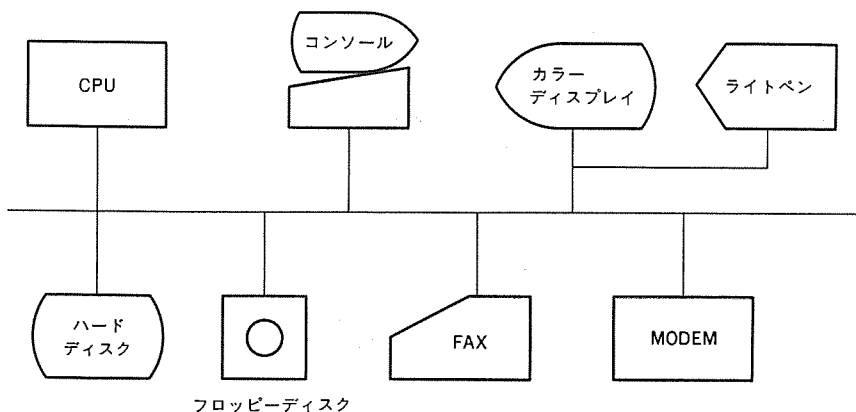 CPU
コンソール
カラー
ディスプレイ
ライトペン
ハード
ディスク
フロッピーディスク
FAX
MODEM